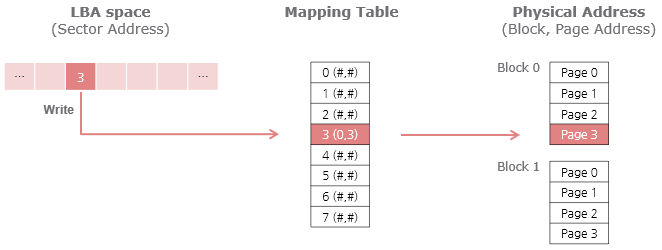 LBA space
(Sector Address)
... 3 ...
Write
Mapping Table
0 (#,#)
1 (#,#)
2 (#,#)
3 (0,3)
4 (#,#)
5 (#,#)
6 (#,#)
7 (#,#)
Physical Address
(Block, Page Address)
Block 0
Page 0
Page 1
Page 2
Page 3
Block 1
Page 0
Page 1
Page 2
Page 3